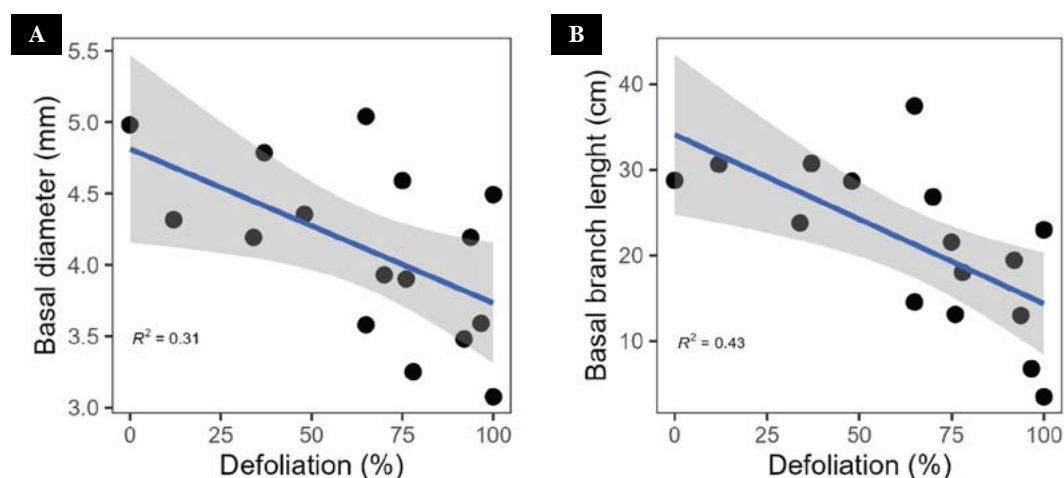 A
Basal diameter (mm)
5.5
5.0
4.5
4.0
3.5
3.0
R² = 0.31
0 25 50 75 100
Defoliation (%)
B
Basal branch lenght (cm)
40
30
20
10
R² = 0.43
0 25 50 75 100
Defoliation (%)